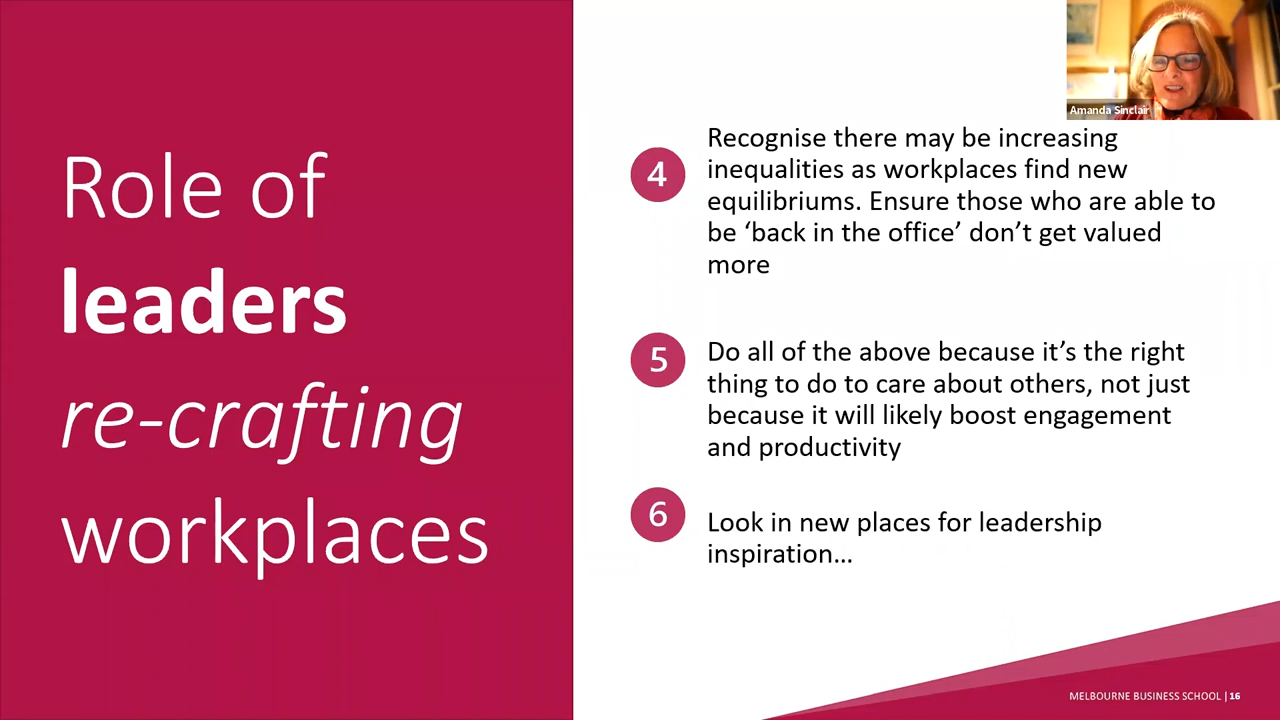 Role of
leaders
re-crafting
workplaces
Amanda Sinclair
4
Recognise there may be increasing
inequalities as workplaces find new
equilibriums. Ensure those who are able to
be ‘back in the office’ don’t get valued
more
5
Do all of the above because it’s the right
thing to do to care about others, not just
because it will likely boost engagement
and productivity
6
Look in new places for leadership
inspiration...
MELBOURNE BUSINESS SCHOOL | 16